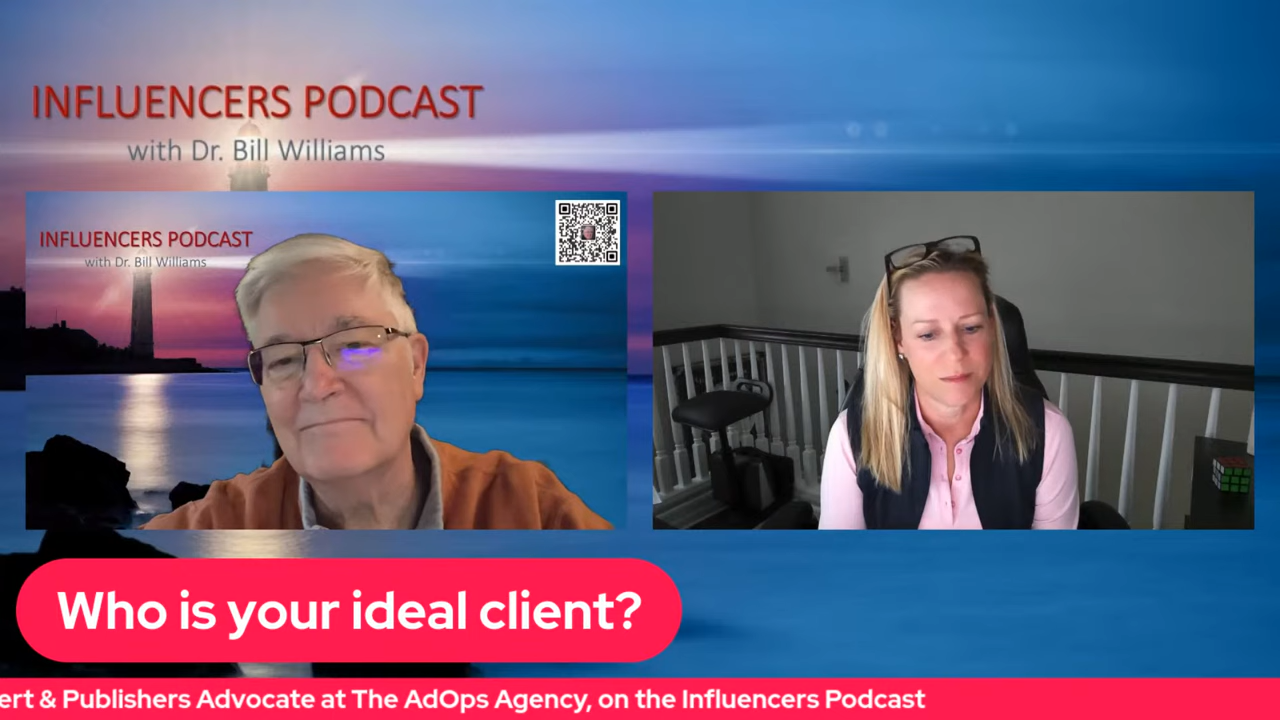 INFLUENCERS PODCAST
with Dr. Bill Williams
INFLUENCERS PODCAST
with Dr. Bill Williams
Who is your ideal client?
ert & Publishers Advocate at The AdOps Agency, on the Influencers Podcast